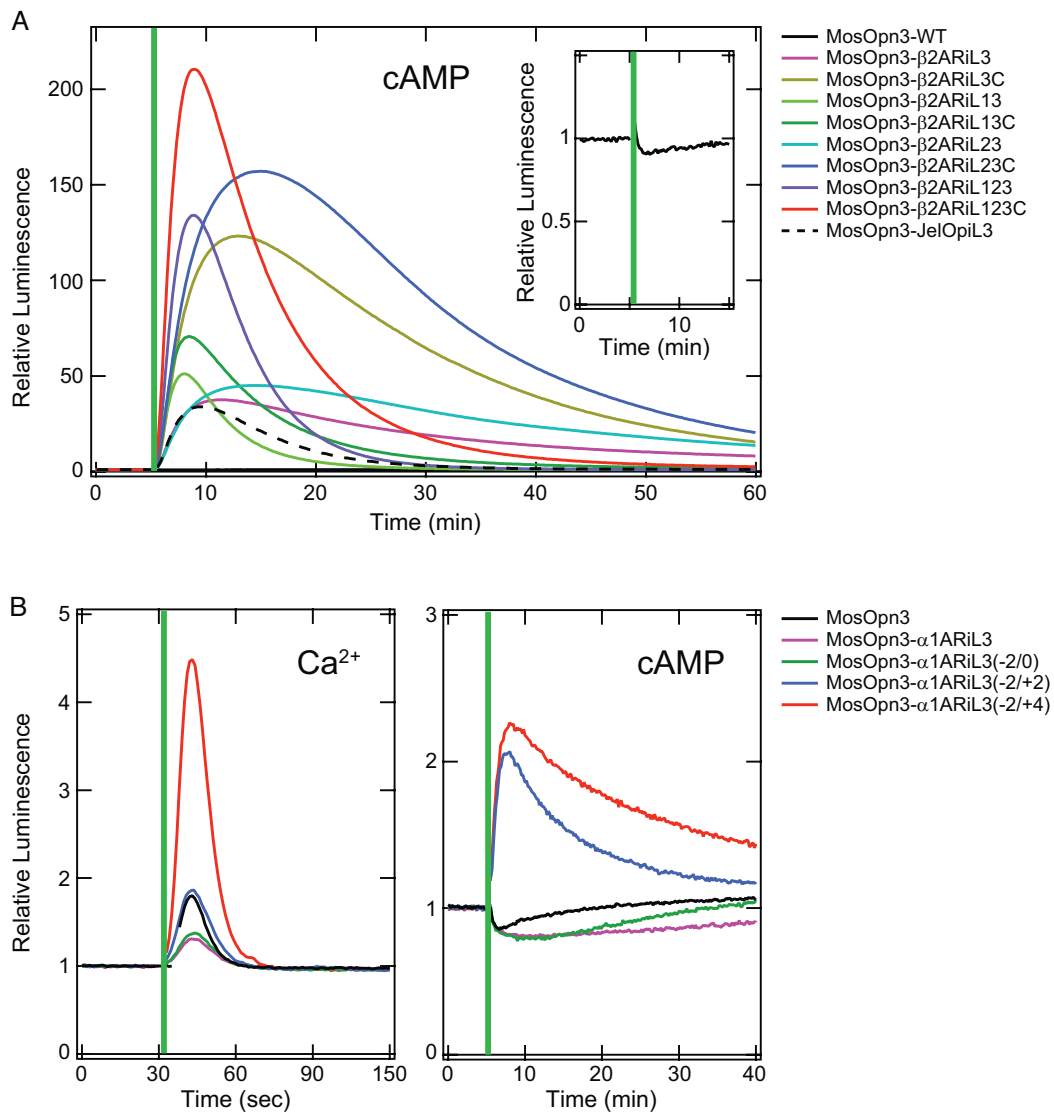 A
cAMP
Relative Luminescence
200
150
100
50
0
0 10 20 30 40 50 60
Time (min)
Relative Luminescence
1
0.5
0
0 10
Time (min)
MosOpn3-WT
MosOpn3-β2ARiL3
MosOpn3-β2ARiL3C
MosOpn3-β2ARiL13
MosOpn3-β2ARiL13C
MosOpn3-β2ARiL23
MosOpn3-β2ARiL23C
MosOpn3-β2ARiL123
MosOpn3-β2ARiL123C
MosOpn3-JelOpiL3
B
Ca²⁺
Relative Luminescence
5
4
3
2
1
0
0 30 60 120 150
Time (sec)
cAMP
3
2
1
0
0 10 20 30 40
Time (min)
MosOpn3
MosOpn3-α1ARiL3
MosOpn3-α1ARiL3(-2/0)
MosOpn3-α1ARiL3(-2/+2)
MosOpn3-α1ARiL3(-2/+4)